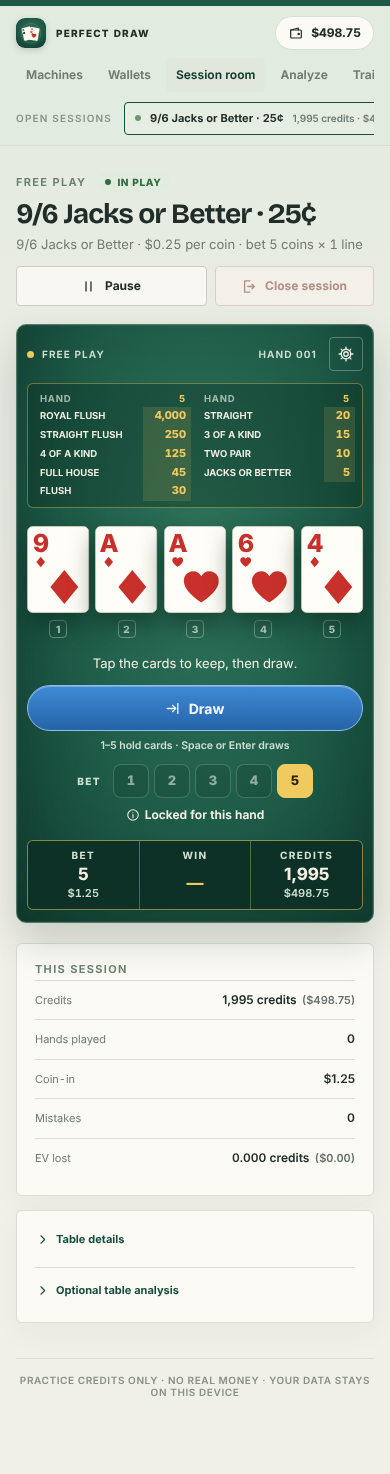 PERFECT DRAW
$498.75
Machines Wallets Session room Analyze Trai
OPEN SESSIONS 9/6 Jacks or Better · 25¢ 1,995 credits · $4
FREE PLAY IN PLAY
9/6 Jacks or Better · 25¢
9/6 Jacks or Better · $0.25 per coin · bet 5 coins × 1 line
Pause Close session
FREE PLAY HAND 001
HAND 5 HAND 5
ROYAL FLUSH 4,000 STRAIGHT 20
STRAIGHT FLUSH 250 3 OF A KIND 15
4 OF A KIND 125 TWO PAIR 10
FULL HOUSE 45 JACKS OR BETTER 5
FLUSH 30
9 A A 6 4
1 2 3 4 5
Tap the cards to keep, then draw.
Draw
1–5 hold cards · Space or Enter draws
BET 1 2 3 4 5
Locked for this hand
BET WIN CREDITS
5 — 1,995
$1.25 $498.75
THIS SESSION
Credits 1,995 credits ($498.75)
Hands played 0
Coin-in $1.25
Mistakes 0
EV lost 0.000 credits ($0.00)
Table details
Optional table analysis
PRACTICE CREDITS ONLY · NO REAL MONEY · YOUR DATA STAYS
ON THIS DEVICE